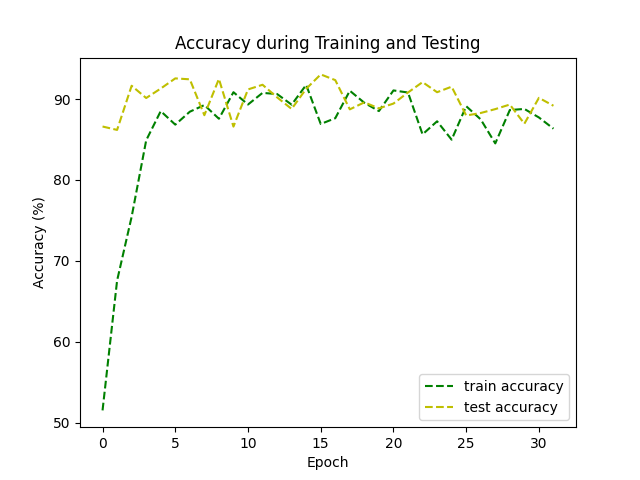 Accuracy during Training and Testing
Accuracy (%)
90
80
70
60
50
0 5 10 15 20 25 30
Epoch
train accuracy
test accuracy